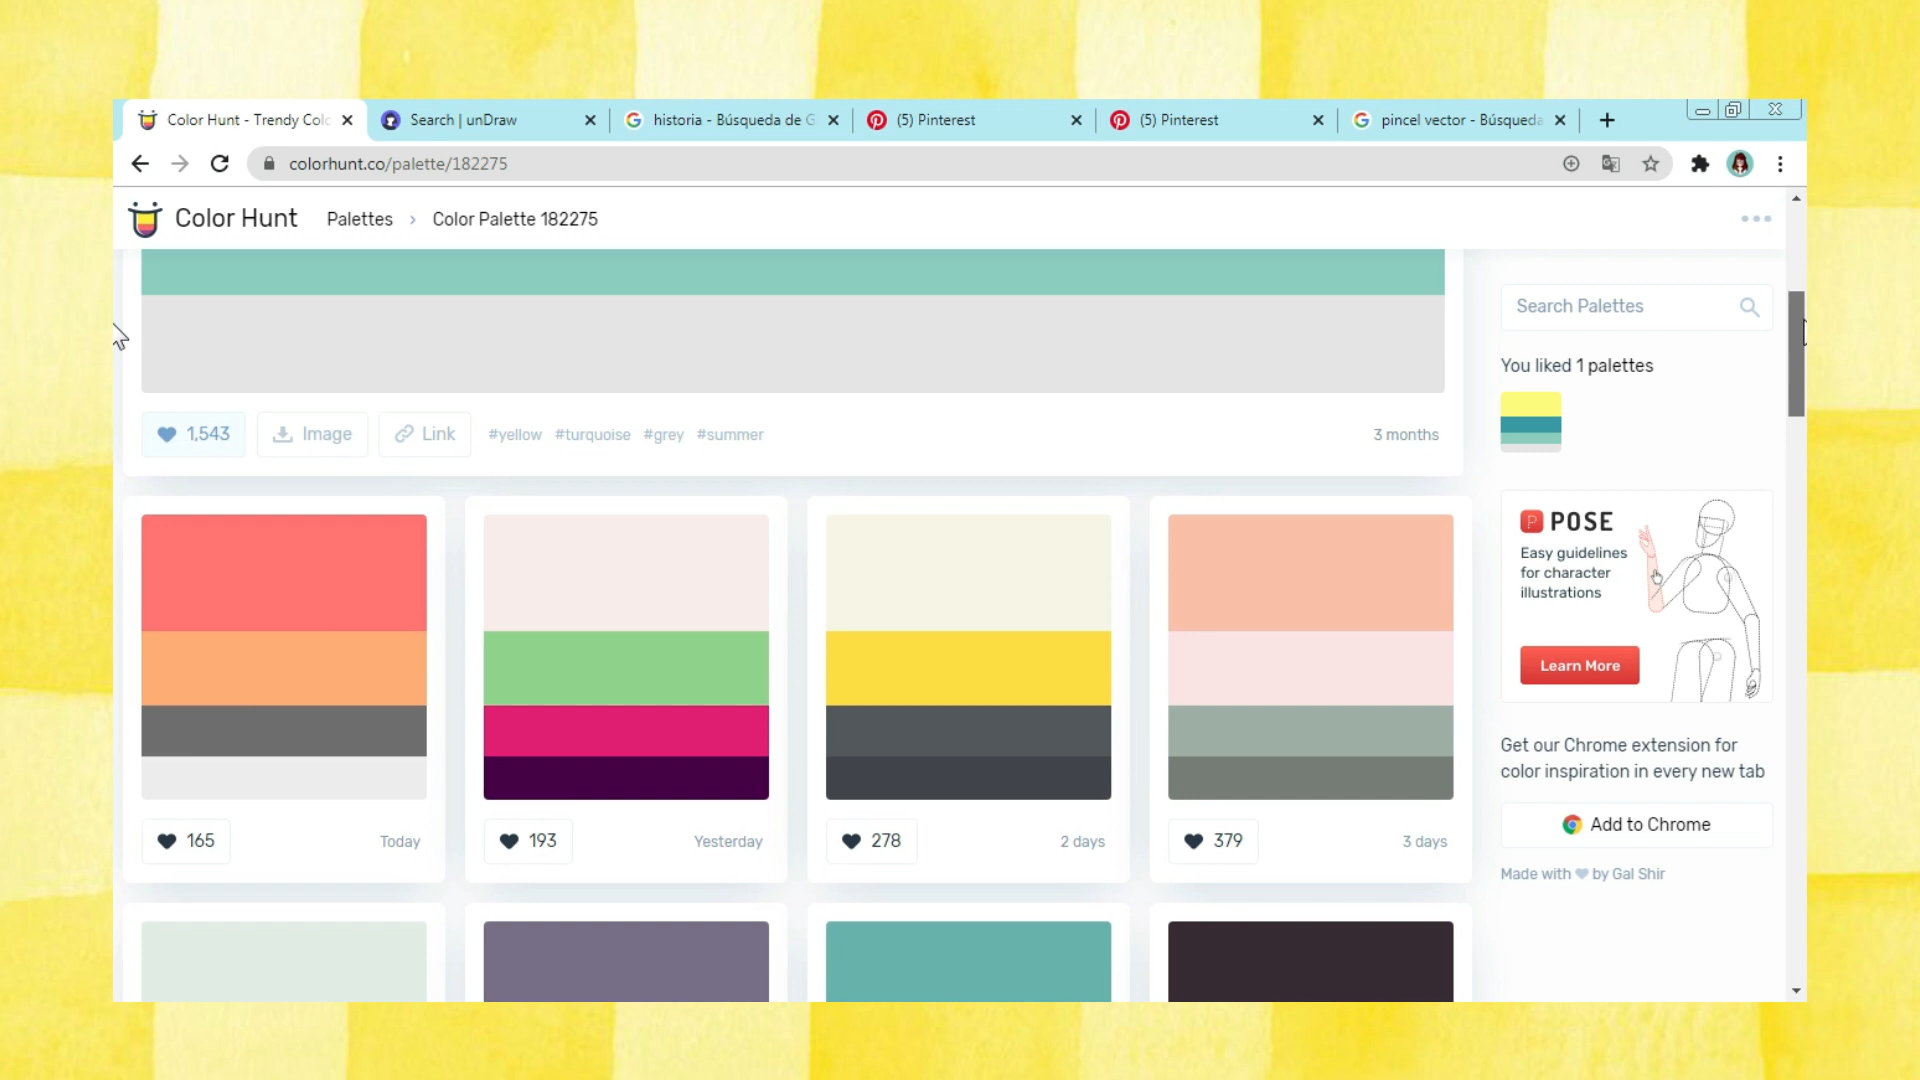 Color Hunt - Trendy Colo
Search | unDraw
historia - Búsqueda de G
(5) Pinterest
(5) Pinterest
pincel vector - Búsqueda
colorhunt.co/palette/182275
Color Hunt
Palettes › Color Palette 182275
Search Palettes
You liked 1 palettes
1,543
Image
Link
#yellow #turquoise #grey #summer
3 months
P POSE
Easy guidelines
for character
illustrations
Learn More
165
Today
193
Yesterday
278
2 days
379
3 days
Get our Chrome extension for
color inspiration in every new tab
Add to Chrome
Made with ♥ by Gal Shir